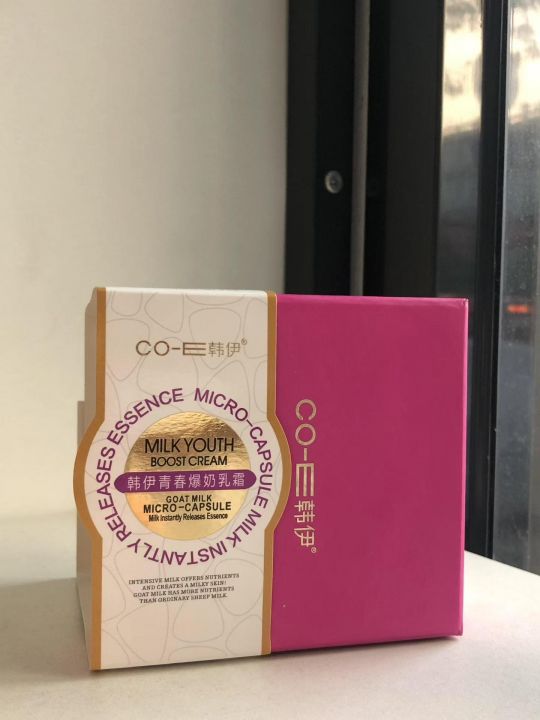 CO-E韩伊®
MICRO-CAPSULE MILK INSTANTLY RELEASES ESSENCE
MILK YOUTH
BOOST CREAM
韩伊青春爆奶乳霜
GOAT MILK
MICRO-CAPSULE
Milk Instantly Releases Essence
INTENSIVE MILK OFFERS NUTRIENTS
AND CREATES A MILKY SKIN!
GOAT MILK HAS MORE NUTRIENTS
THAN ORDINARY SHEEP MILK.
CO-E韩伊®